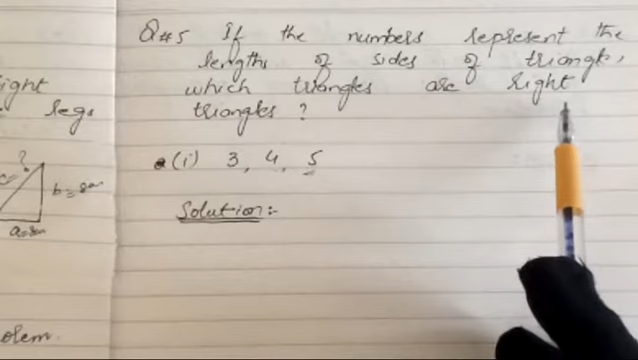 Q#5 If the numbers represent the
lengths of sides of triangle,
which triangles are right
triangles ?
(i) 3, 4, 5
Solution:-
ight
legs
c ?
b=8cm
olem.